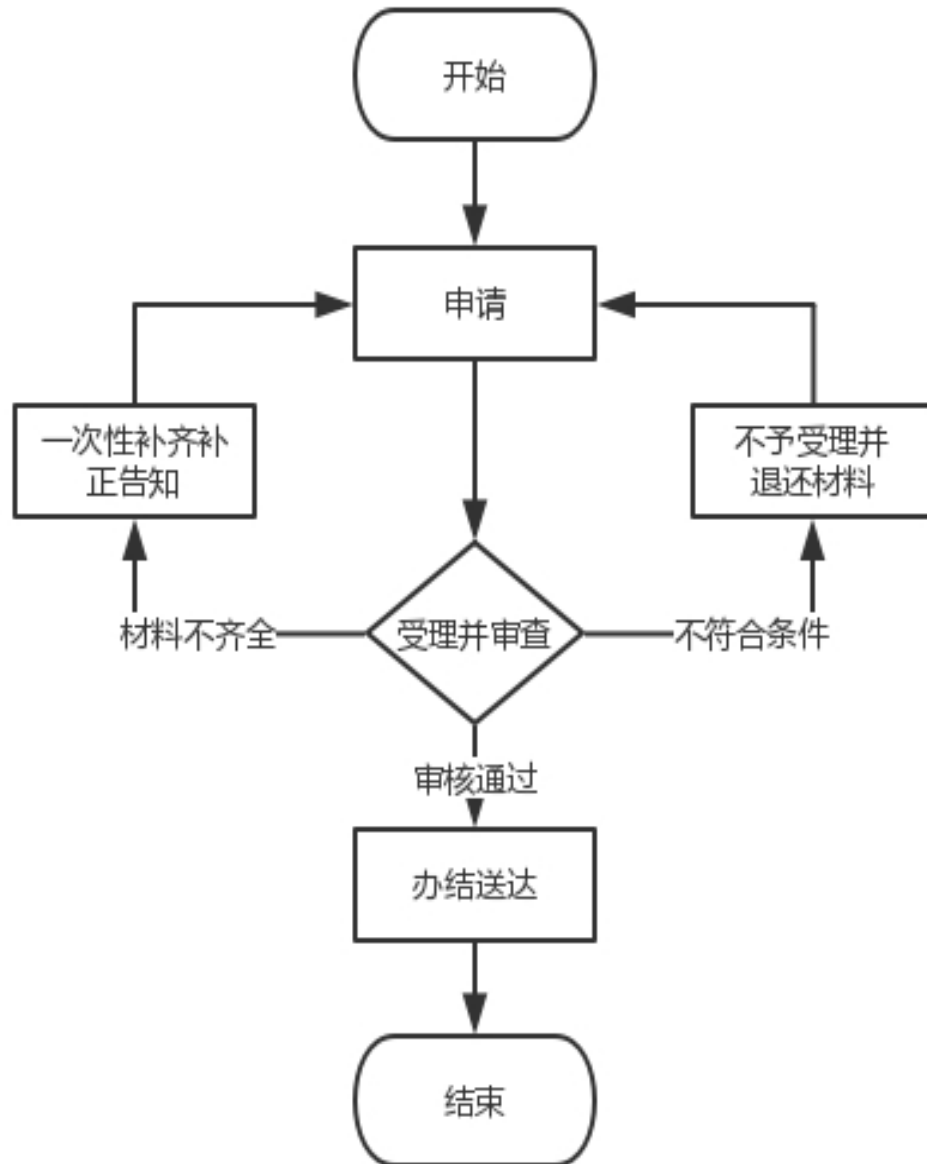 开始
申请
一次性补齐补
正告知
不予受理并
退还材料
材料不齐全
受理并审查
不符合条件
审核通过
办结送达
结束